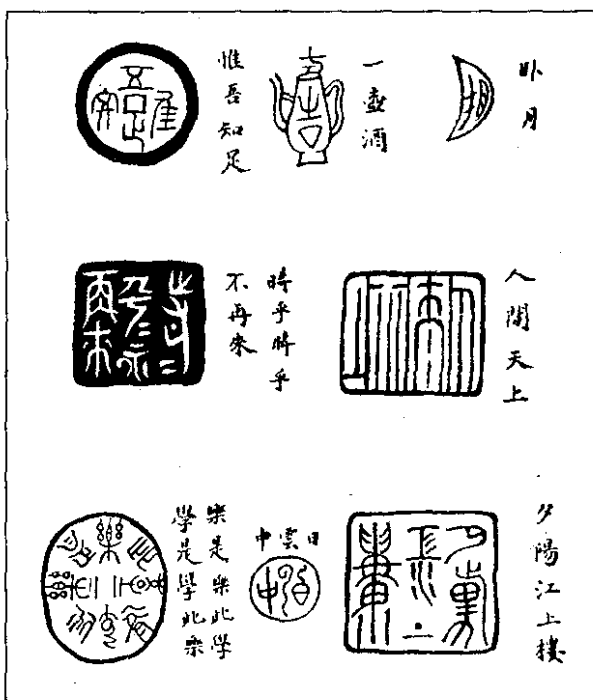 卧月
一壺酒
惟吾知足
人間天上
時乎時乎
不再來
夕陽江上樓
日雲中
樂是樂此學
學是學此樂